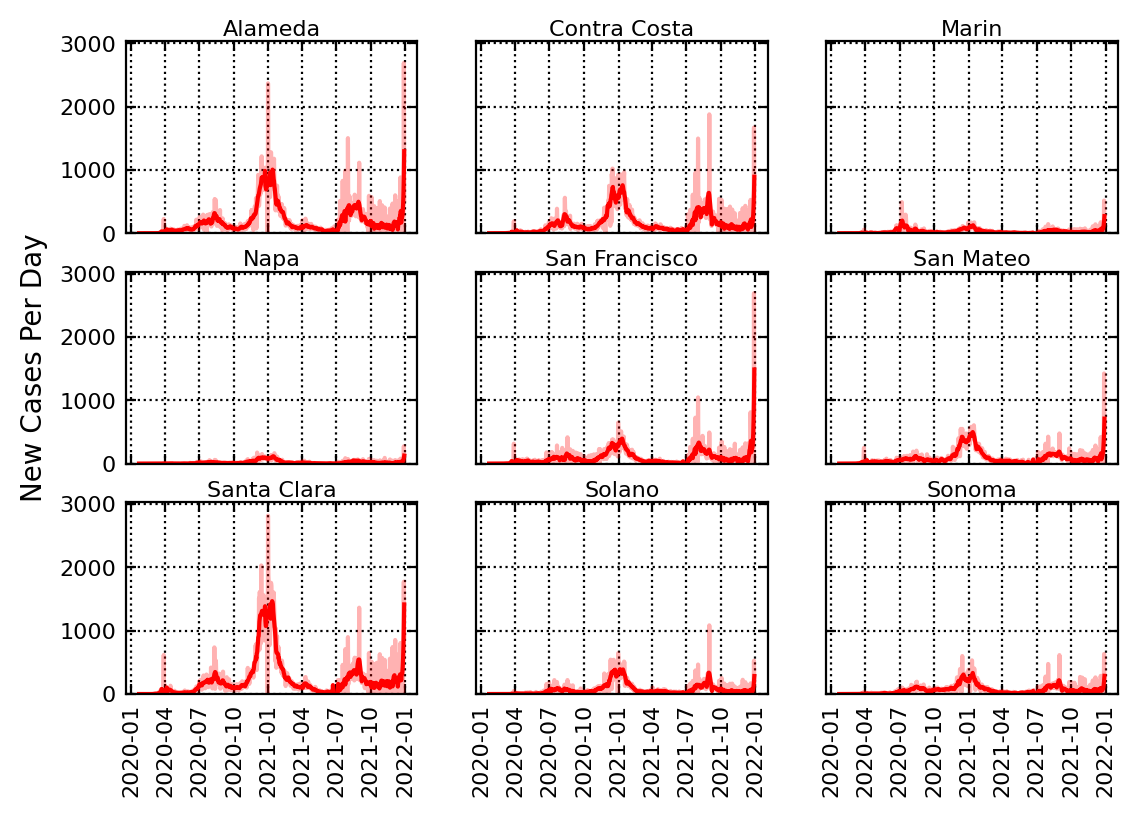 Alameda Contra Costa Marin
3000
2000
1000
0
Napa San Francisco San Mateo
3000
2000
1000
0
New Cases Per Day
Santa Clara Solano Sonoma
3000
2000
1000
0
2020-01 2020-04 2020-07 2020-10 2021-01 2021-04 2021-07 2021-10 2022-01
2020-01 2020-04 2020-07 2020-10 2021-01 2021-04 2021-07 2021-10 2022-01
2020-01 2020-04 2020-07 2020-10 2021-01 2021-04 2021-07 2021-10 2022-01